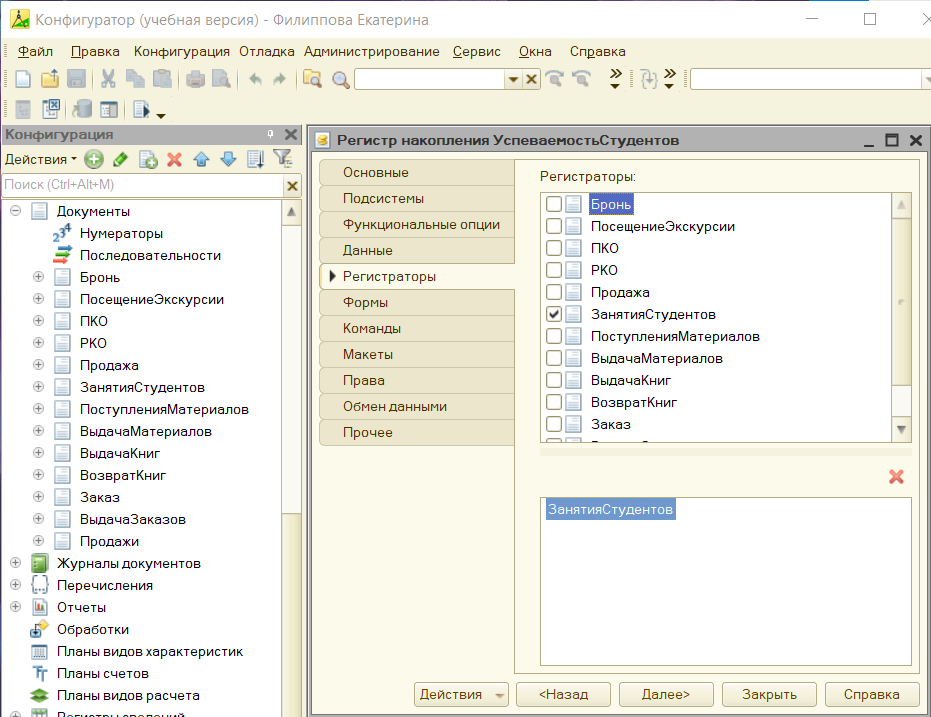 Конфигуратор (учебная версия) - Филиппова Екатерина
Файл Правка Конфигурация Отладка Администрирование Сервис Окна Справка
Конфигурация
Действия
Поиск (Ctrl+Alt+M)
Документы
Нумераторы
Последовательности
Бронь
ПосещениеЭкскурсии
ПКО
РКО
Продажа
ЗанятияСтудентов
ПоступленияМатериалов
ВыдачаМатериалов
ВыдачаКниг
ВозвратКниг
Заказ
ВыдачаЗаказов
Продажи
Журналы документов
Перечисления
Отчеты
Обработки
Планы видов характеристик
Планы счетов
Планы видов расчета
Регистры сведений
Регистр накопления УспеваемостьСтудентов
Основные
Подсистемы
Функциональные опции
Данные
Регистраторы
Формы
Команды
Макеты
Права
Обмен данными
Прочее
Регистраторы:
Бронь
ПосещениеЭкскурсии
ПКО
РКО
Продажа
ЗанятияСтудентов
ПоступленияМатериалов
ВыдачаМатериалов
ВыдачаКниг
ВозвратКниг
Заказ
ЗанятияСтудентов
Действия <Назад Далее> Закрыть Справка